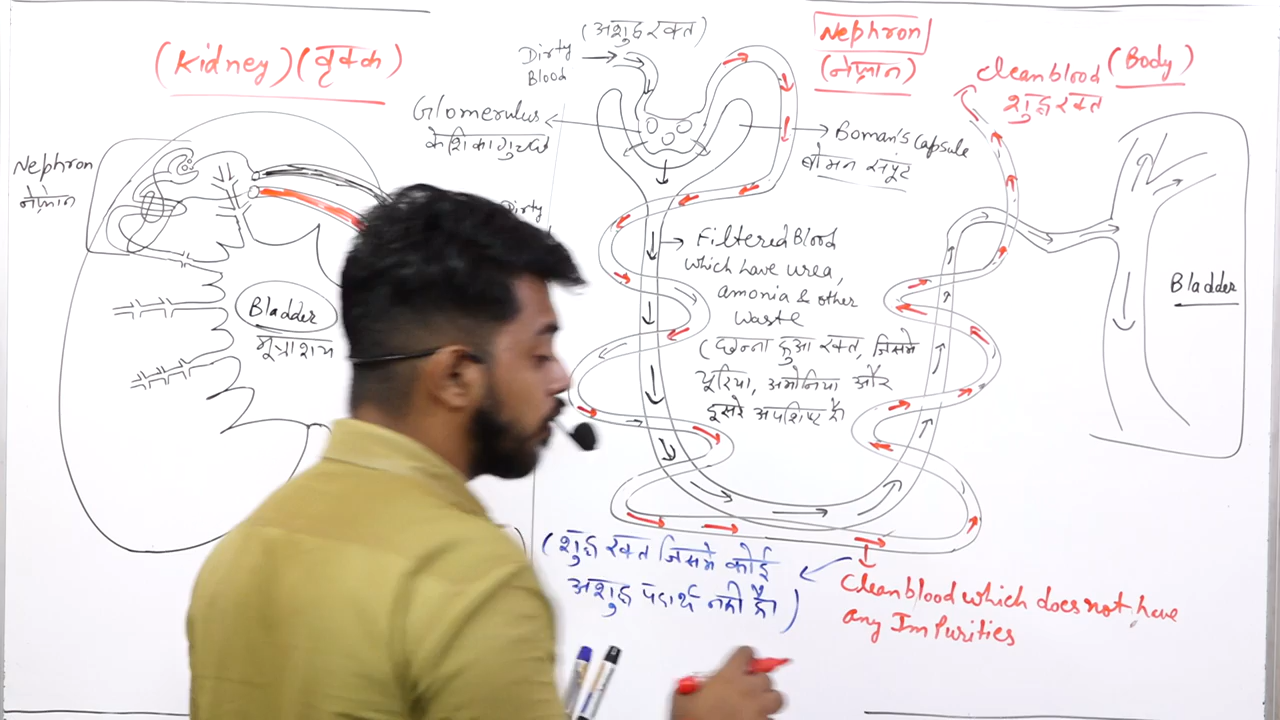 (Kidney) (वृक्क)
Nephron
नेफ्रॉन
Bladder
मूत्राशय
Dirty
(अशुद्ध रक्त)
Dirty
Blood
Glomerulus
केशिकागुच्छ
Nephron
(नेफ्रॉन)
Boman's Capsule
बोमन संपूट
Filtered Blood
which have urea,
amonia & other
waste
(छनना हुआ रक्त, जिसमे
यूरिया, अमोनिया और
दूसरे अपशिष्ट है।
(शुद्ध रक्त जिसमे कोई
अशुद्ध पदार्थ नही है।)
Clean blood which does not have
any Impurities
Clean blood (Body)
शुद्ध रक्त
Bladder